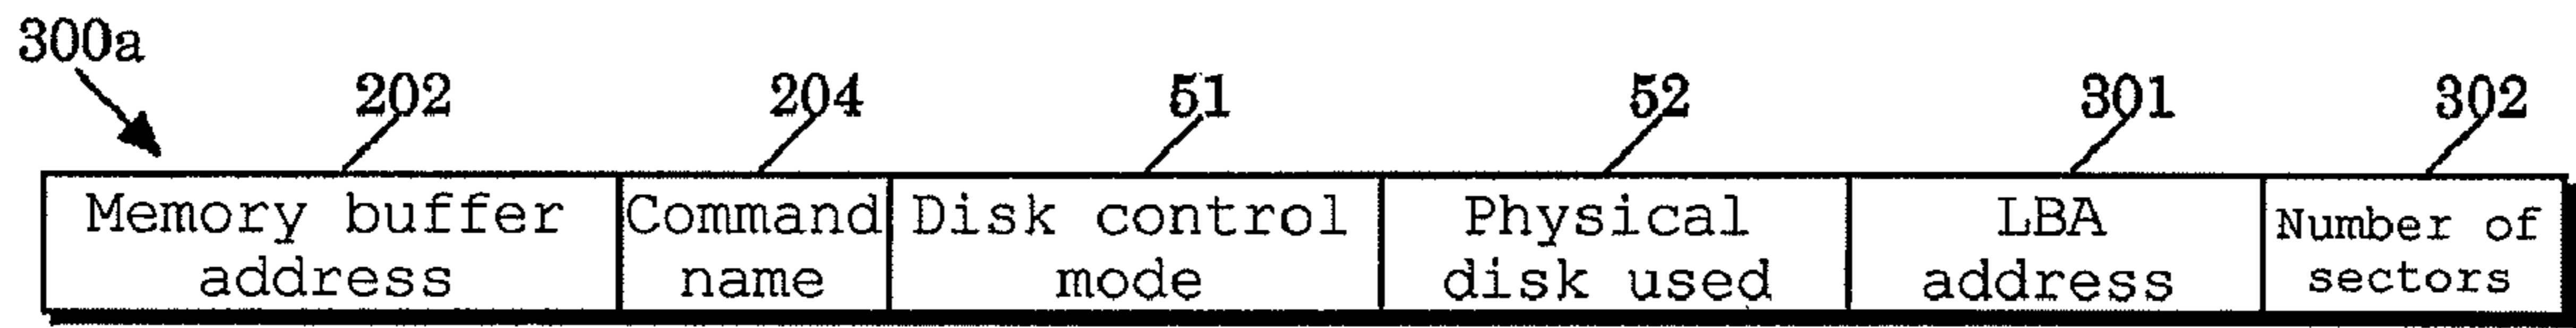 300a
202 204 51 52 301 302
Memory buffer address
Command name
Disk control mode
Physical disk used
LBA address
Number of sectors